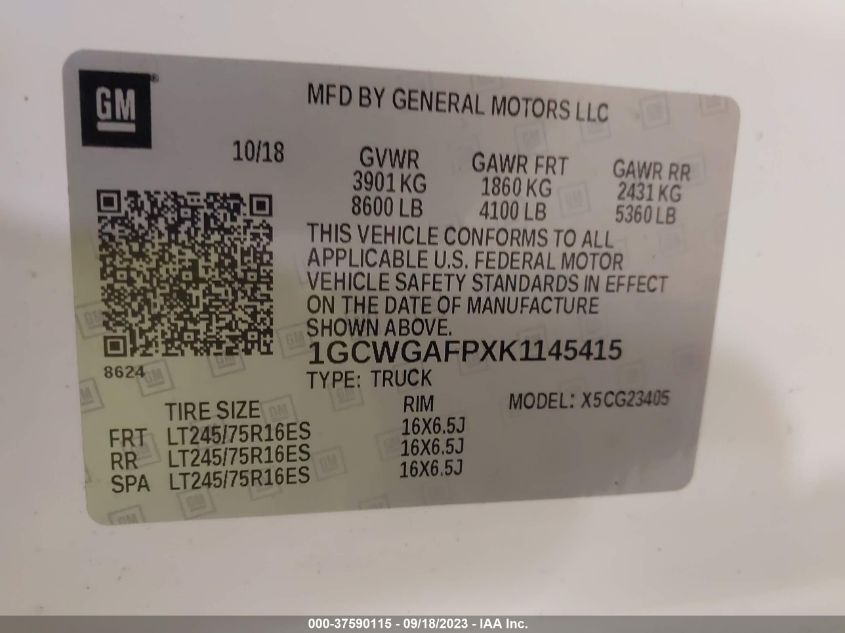 GM®
MFD BY GENERAL MOTORS LLC
10/18
GVWR
3901 KG
8600 LB
GAWR FRT
1860 KG
4100 LB
GAWR RR
2431 KG
5360 LB
THIS VEHICLE CONFORMS TO ALL
APPLICABLE U.S. FEDERAL MOTOR
VEHICLE SAFETY STANDARDS IN EFFECT
ON THE DATE OF MANUFACTURE
SHOWN ABOVE.
1GCWGAFPXK1145415
8624
TYPE: TRUCK
MODEL: X5CG23405
TIRE SIZE RIM
FRT LT245/75R16ES 16X6.5J
RR LT245/75R16ES 16X6.5J
SPA LT245/75R16ES 16X6.5J
000-37590115 - 09/18/2023 - IAA Inc.